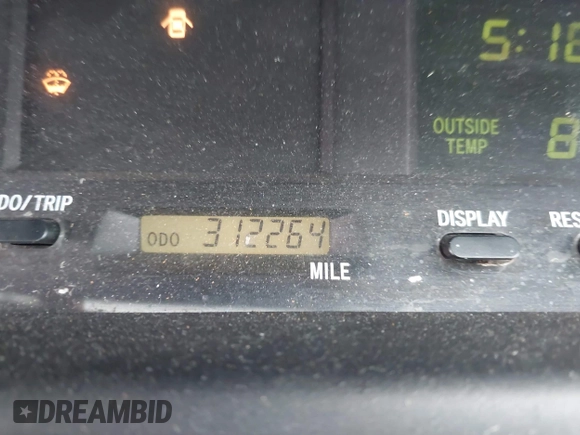 5:1
OUTSIDE
TEMP
DO/TRIP
DISPLAY
RES
ODO 312264
MILE
DREAMBID